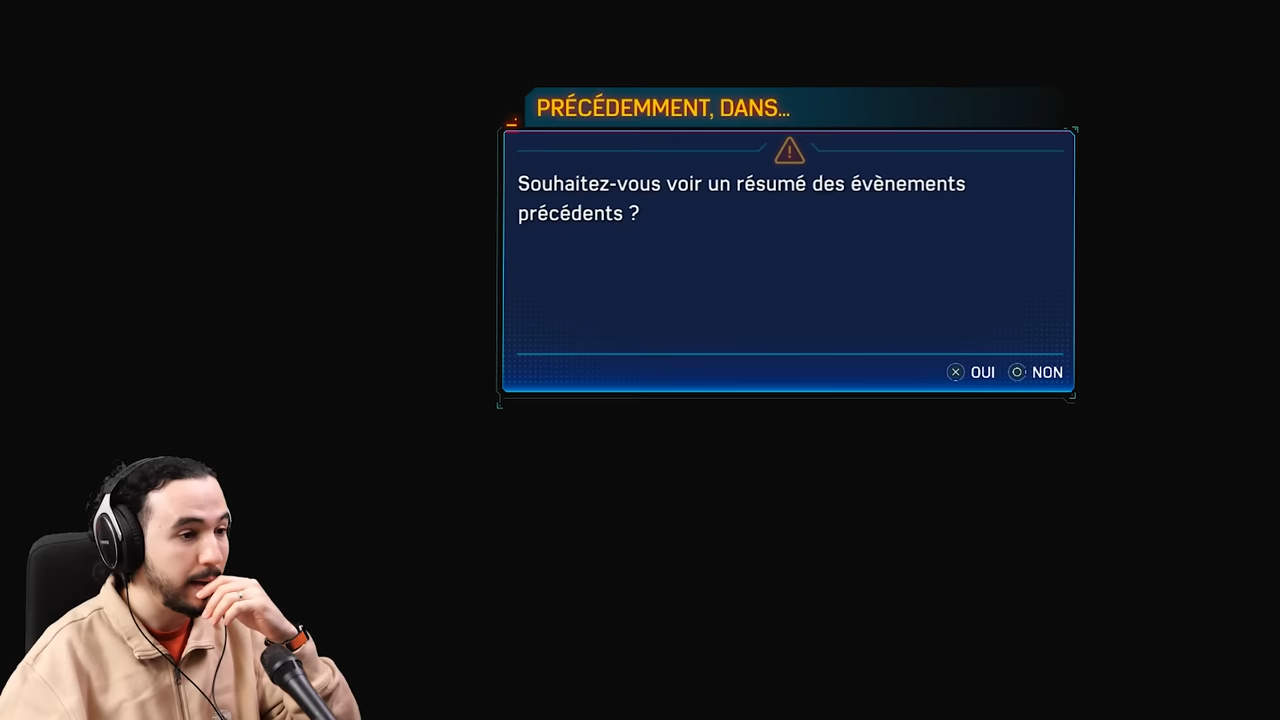 PRÉCÉDEMMENT, DANS...
Souhaitez-vous voir un résumé des évènements
précédents ?
OUI NON